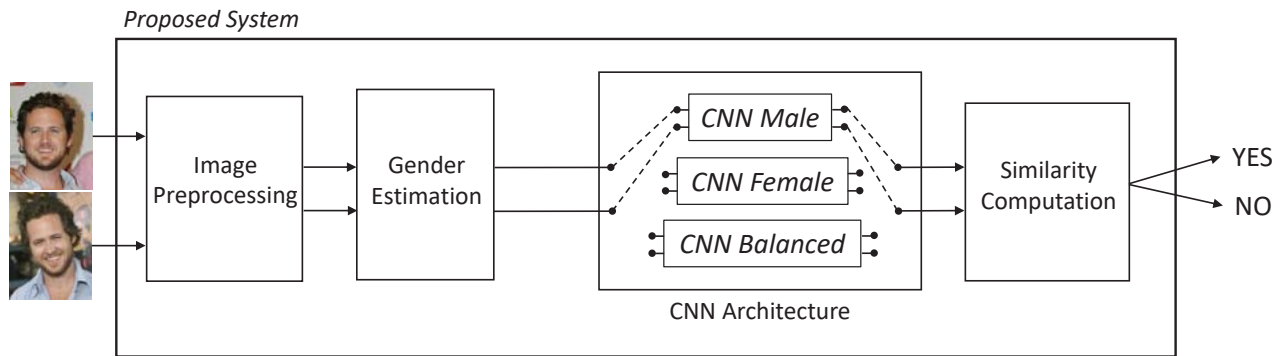 Proposed System
Image
Preprocessing
Gender
Estimation
CNN Male
CNN Female
CNN Balanced
CNN Architecture
Similarity
Computation
YES
NO